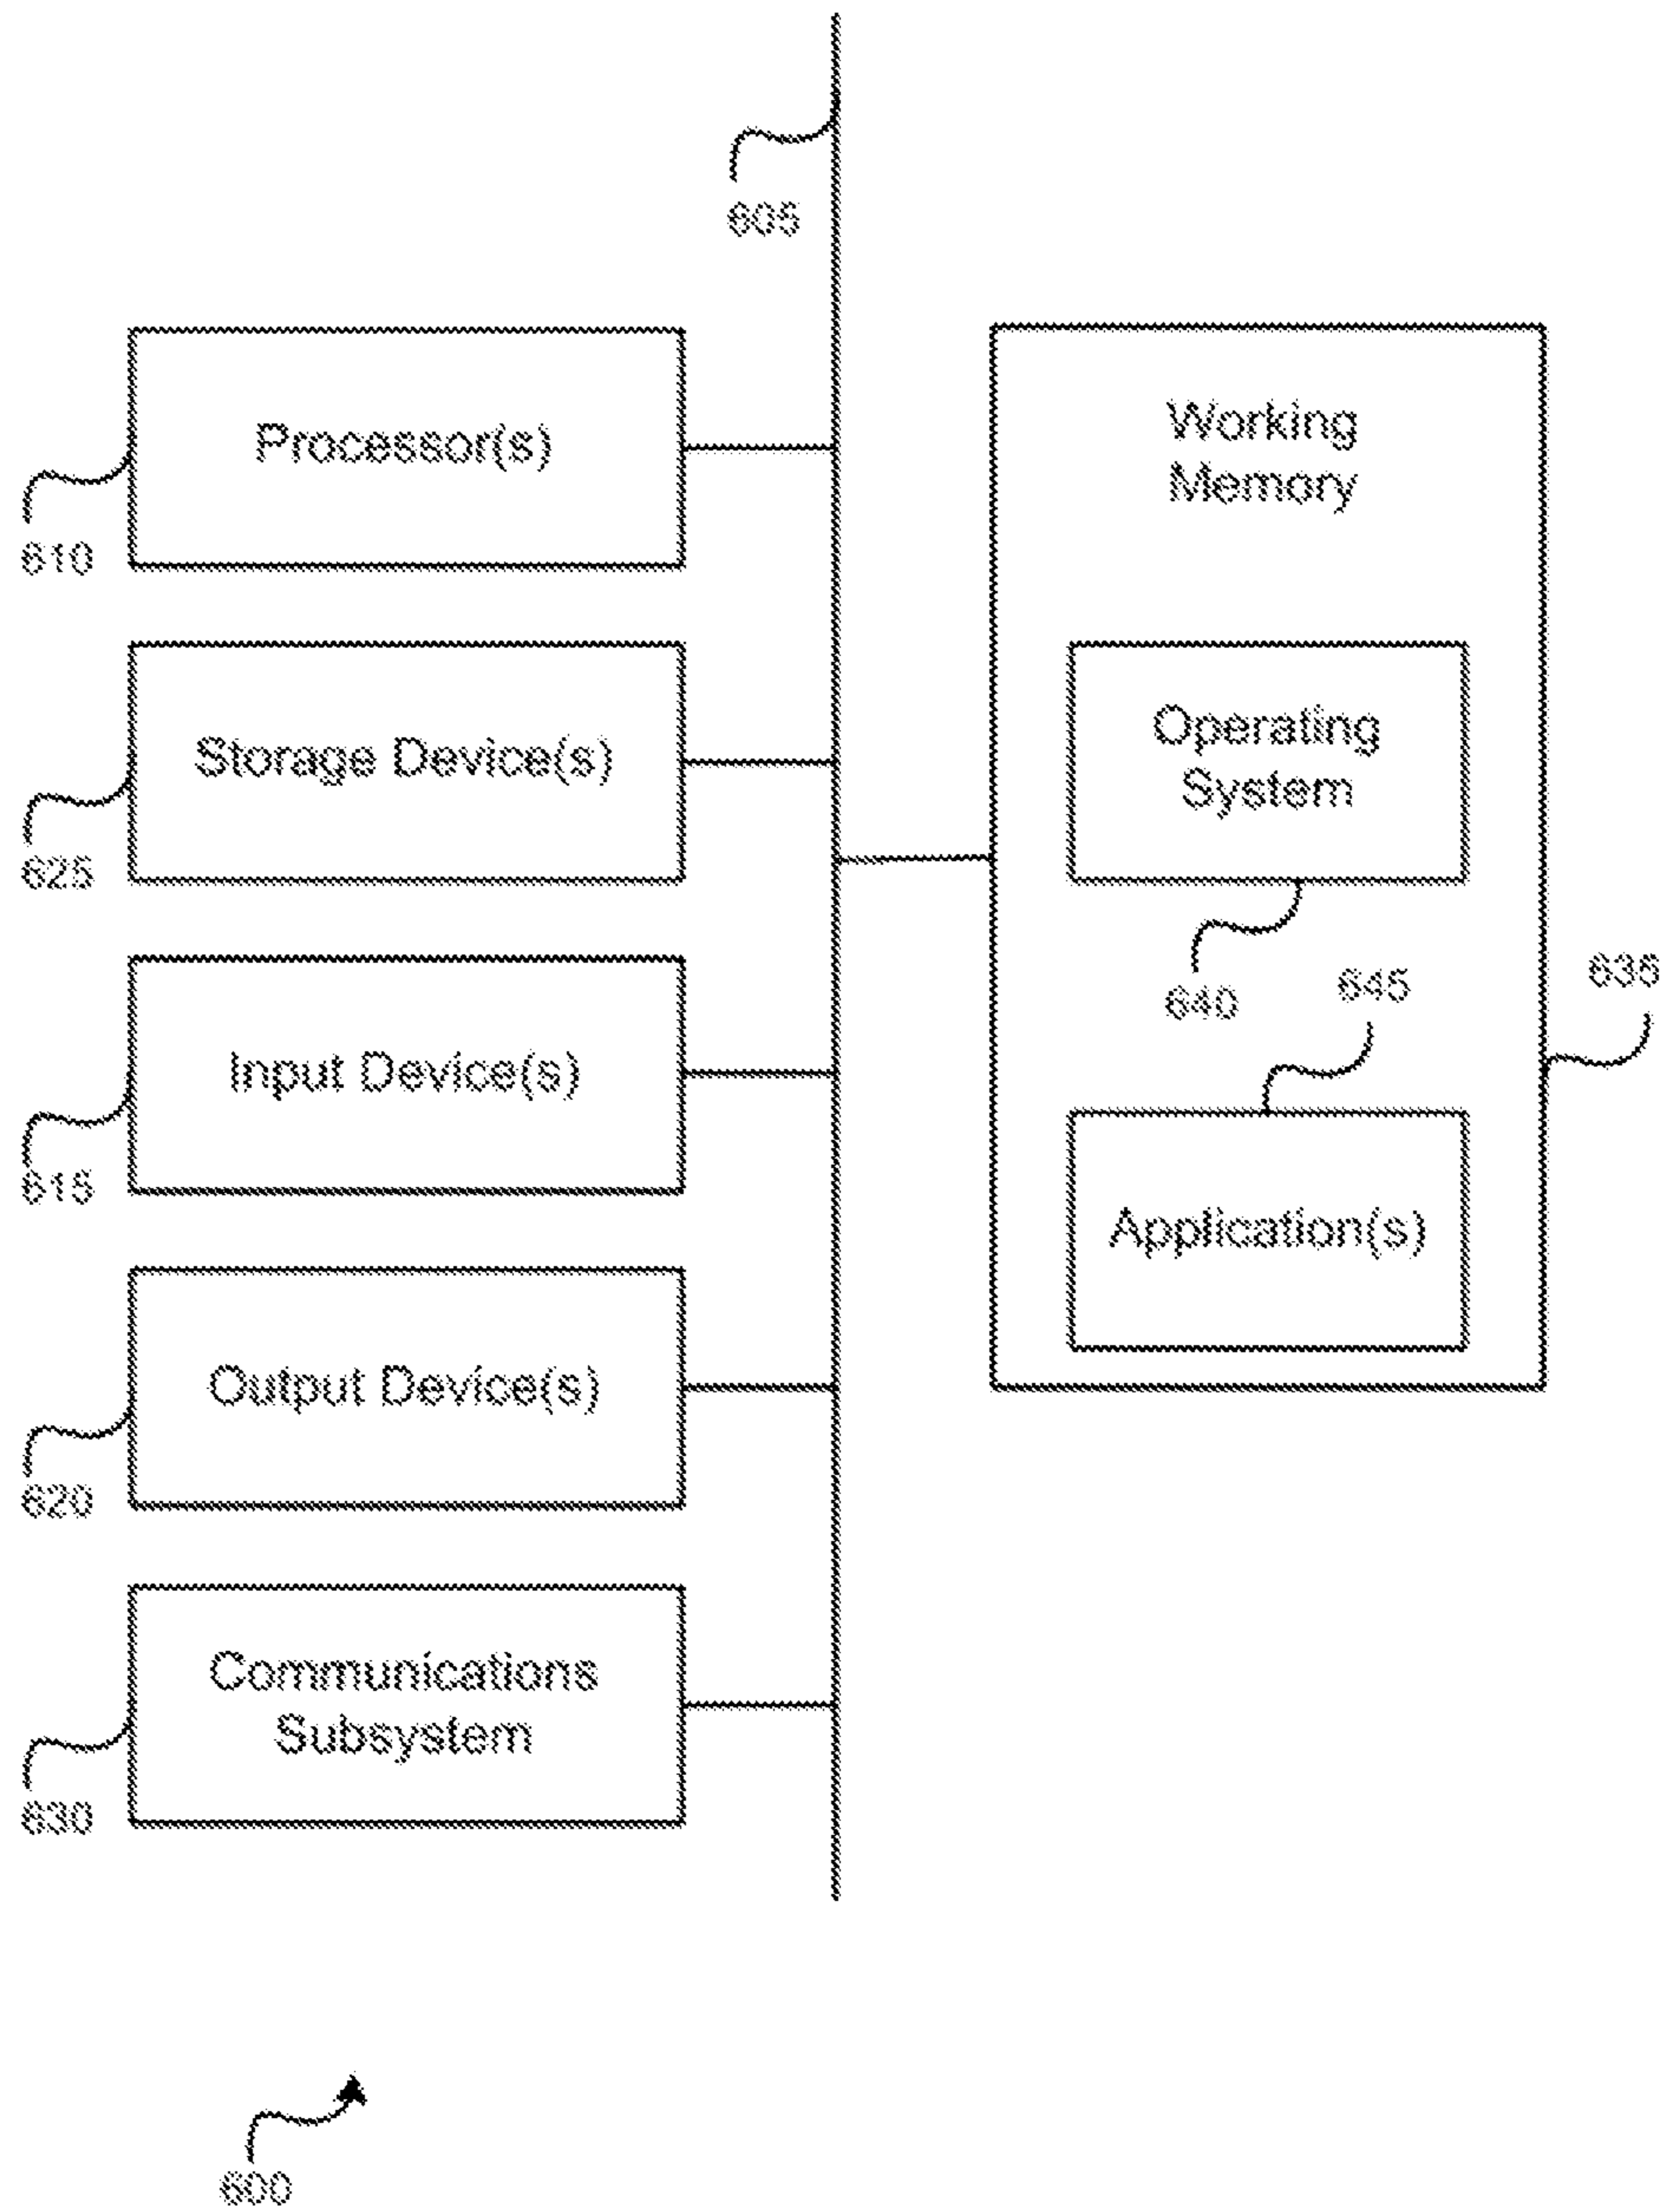 605
Processor(s)
610
Storage Device(s)
625
Input Device(s)
615
Output Device(s)
620
Communications
Subsystem
630
Working
Memory
Operating
System
640
645
635
Application(s)
600